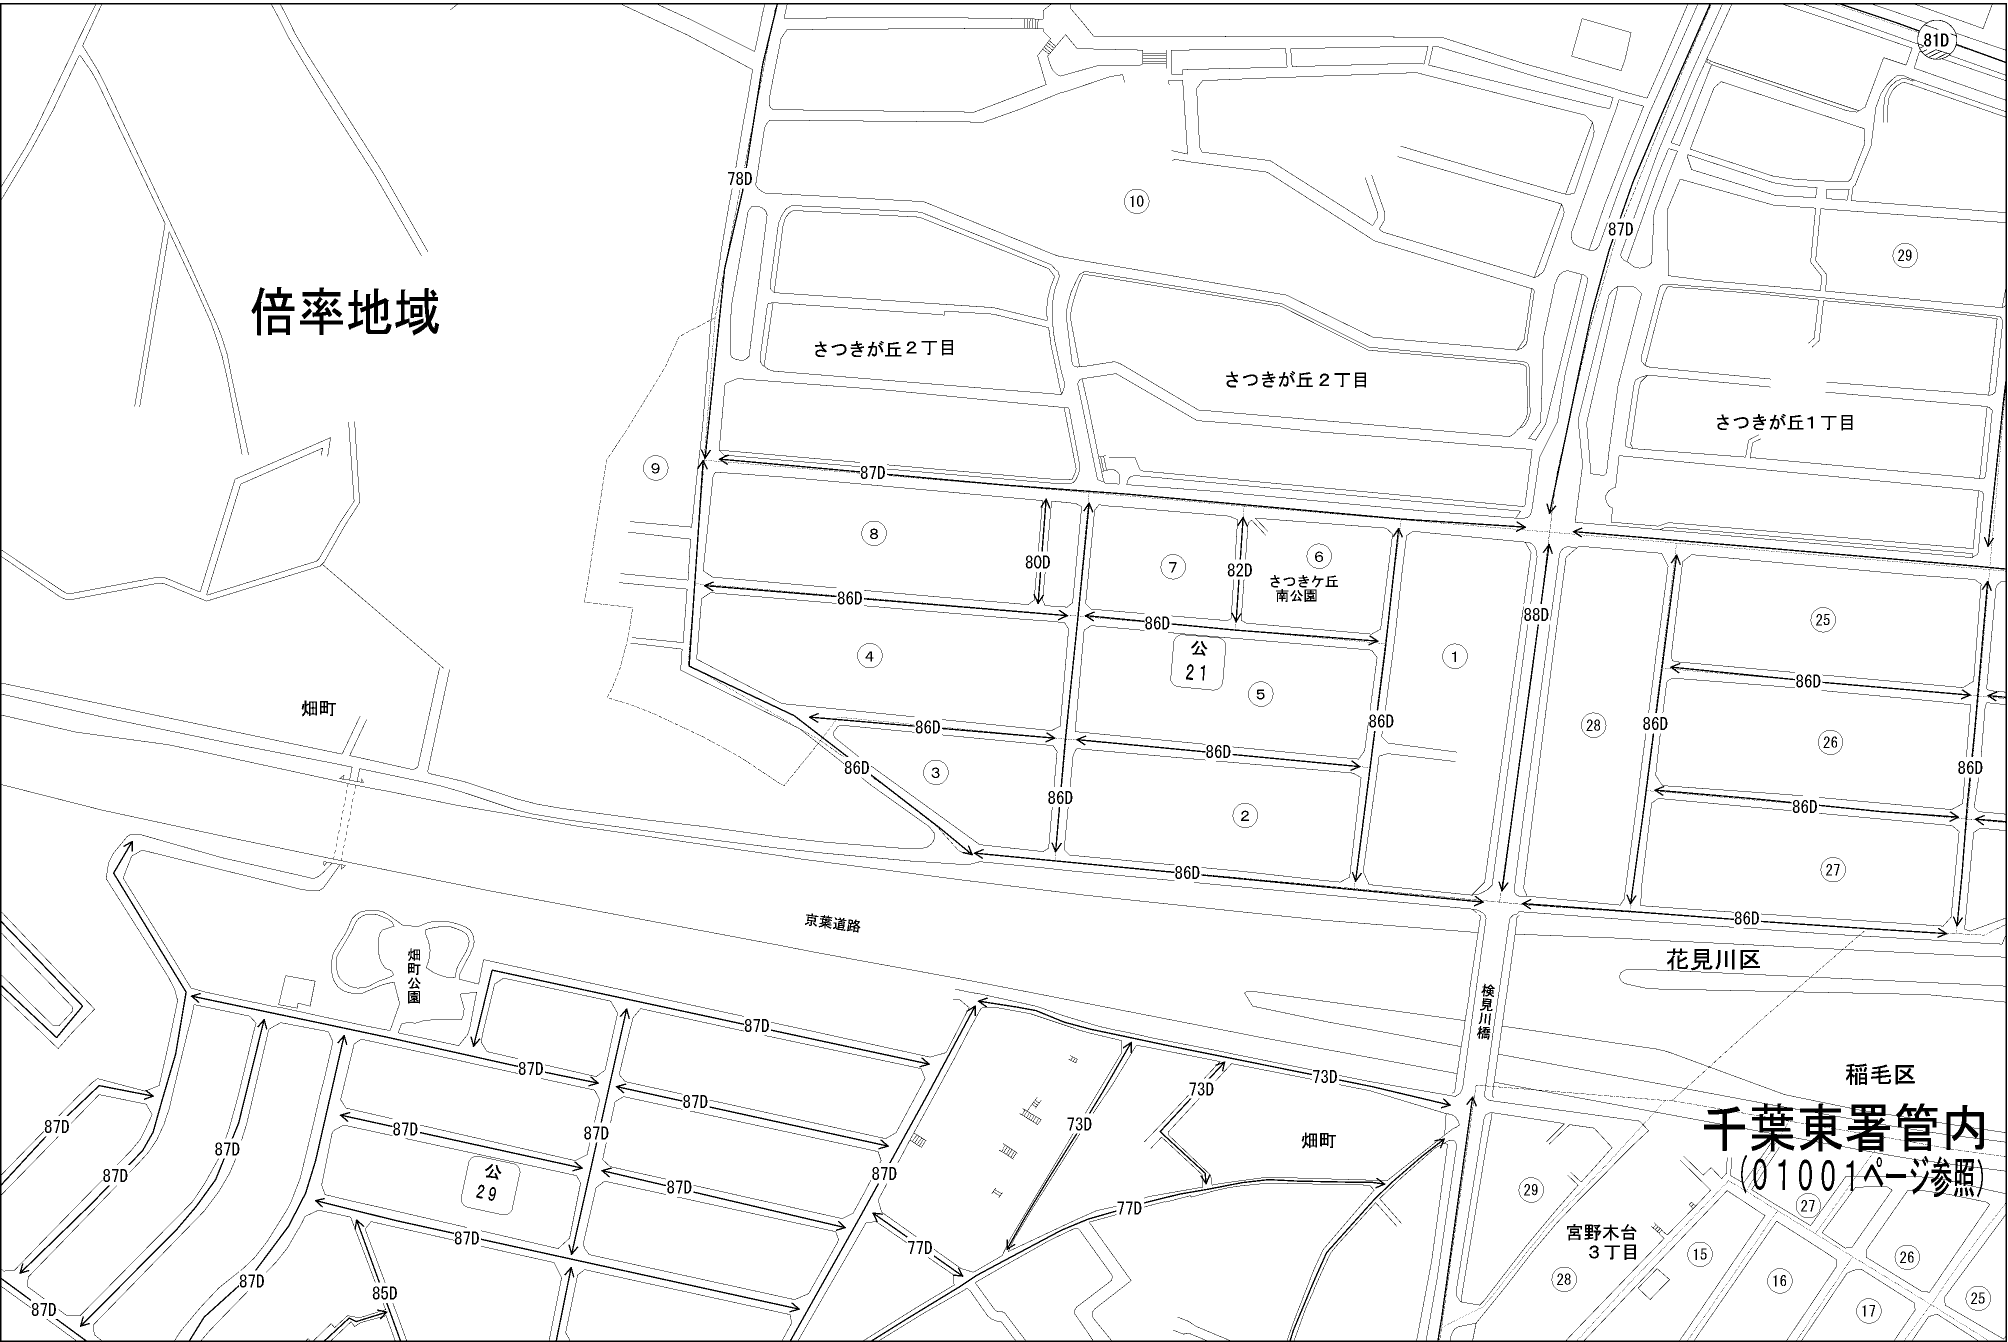 81D
78D
⑩
87D
㉙
倍率地域
さつきが丘２丁目
さつきが丘２丁目
さつきが丘１丁目
⑨
87D
⑧
80D
⑦
82D
⑥
さつきケ丘
南公園
86D
86D
88D
㉕
④
公
21
⑤
①
86D
畑町
86D
86D
86D
㉘
86D
㉖
③
86D
86D
86D
86D
②
86D
86D
㉗
86D
京葉道路
畑町公園
花見川区
検見川橋
87D
87D
73D
稲毛区
73D
87D
千葉東署管内
(01001ページ参照)
87D
87D
87D
87D
73D
畑町
87D
公
29
87D
87D
87D
77D
㉙
㉗
宮野木台
３丁目
87D
77D
⑮
㉖
87D
85D
㉘
⑯
87D
⑰
㉕